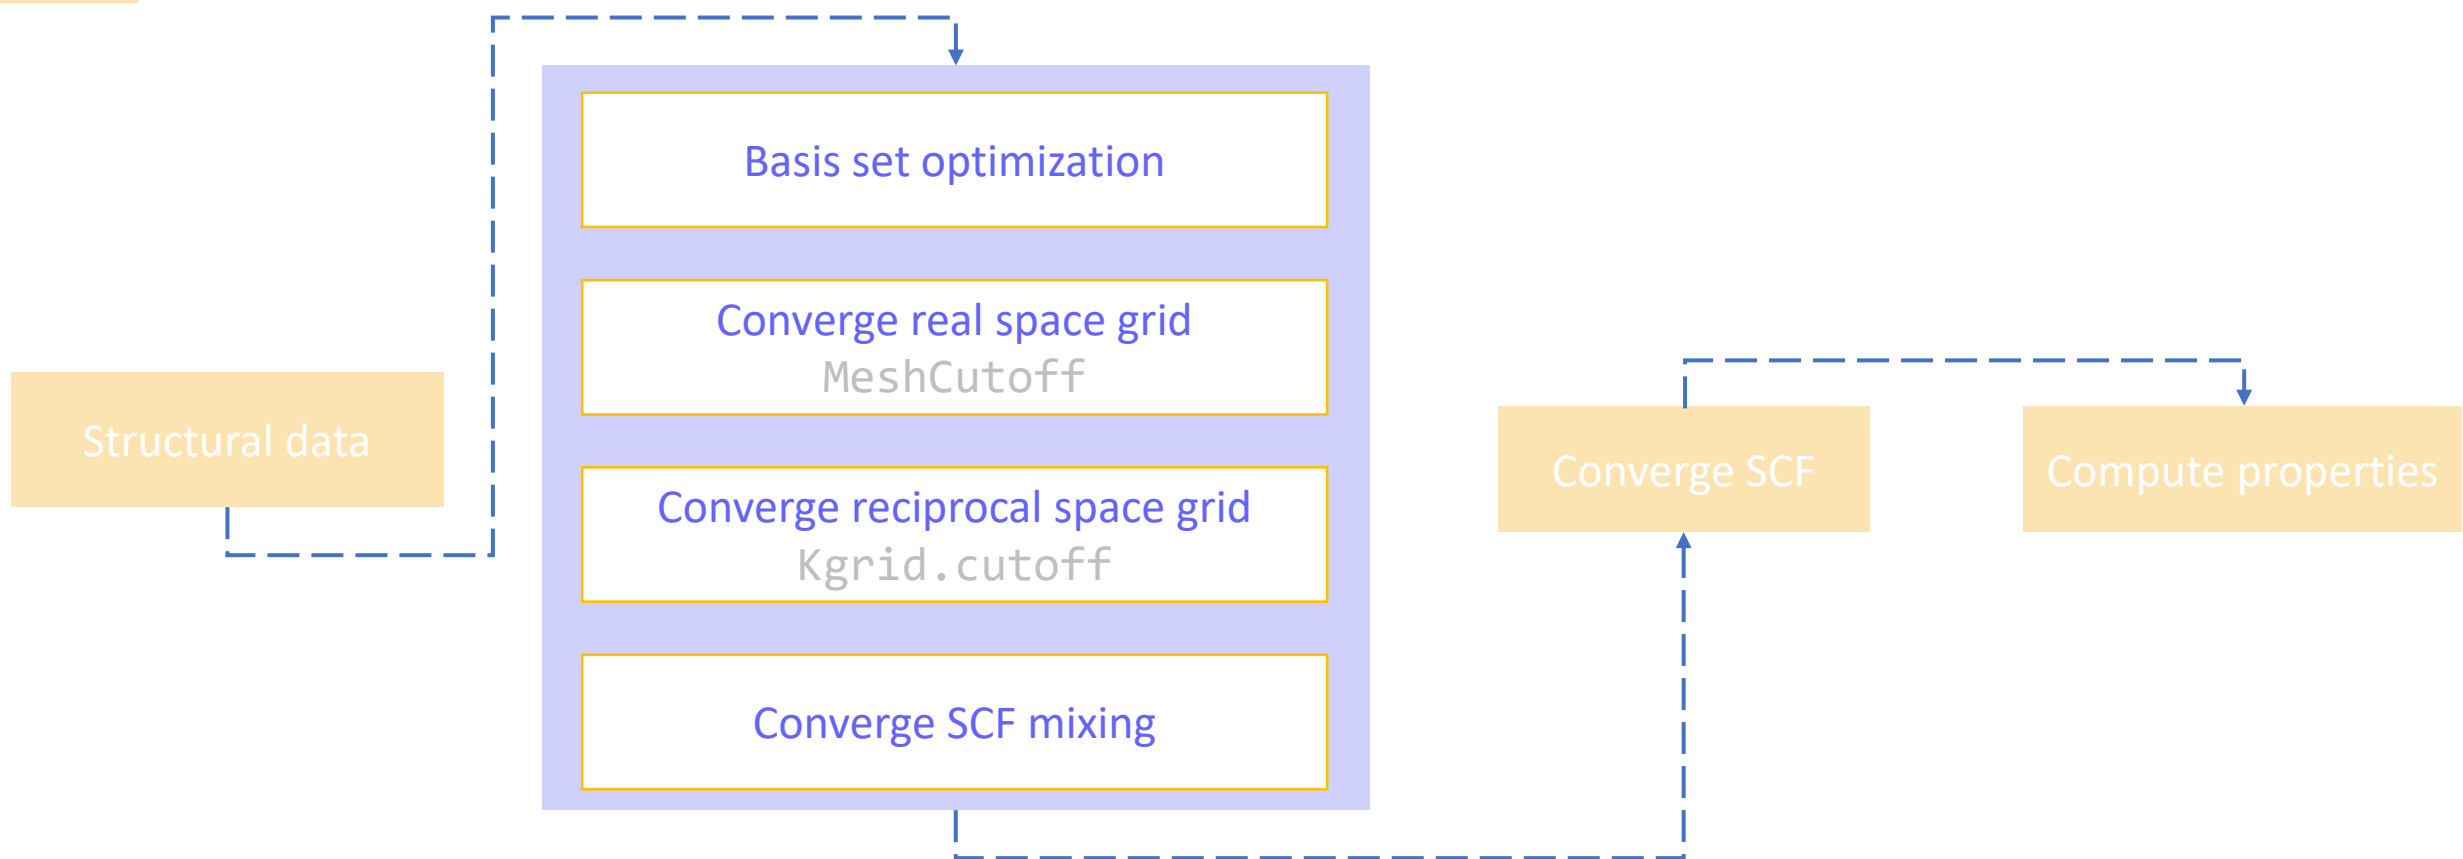 Basis set optimization
Converge real space grid
MeshCutoff
Structural data
Converge reciprocal space grid
Kgrid.cutoff
Converge SCF mixing
Converge SCF
Compute properties